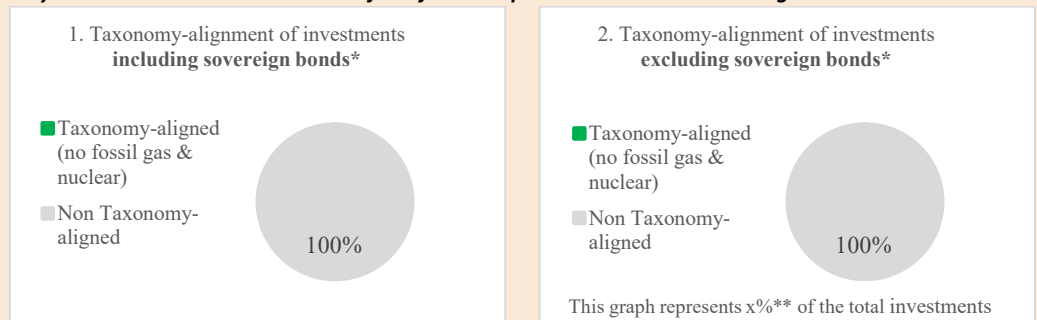 1. Taxonomy-alignment of investments
including sovereign bonds*
Taxonomy-aligned
(no fossil gas &
nuclear)
Non Taxonomy-
aligned
100%
2. Taxonomy-alignment of investments
excluding sovereign bonds*
Taxonomy-aligned
(no fossil gas &
nuclear)
Non Taxonomy-
aligned
100%
This graph represents x%** of the total investments